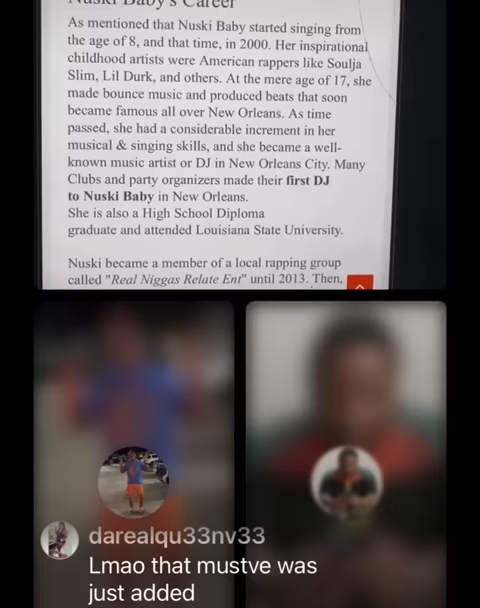 Nuski Baby's Career
As mentioned that Nuski Baby started singing from
the age of 8, and that time, in 2000. Her inspirational
childhood artists were American rappers like Soulja
Slim, Lil Durk, and others. At the mere age of 17, she
made bounce music and produced beats that soon
became famous all over New Orleans. As time
passed, she had a considerable increment in her
musical & singing skills, and she became a well-
known music artist or DJ in New Orleans City. Many
Clubs and party organizers made their first DJ
to Nuski Baby in New Orleans.
She is also a High School Diploma
graduate and attended Louisiana State University.
Nuski became a member of a local rapping group
called "Real Niggas Relate Ent" until 2013. Then,
darealqu33nv33
Lmao that mustve was
just added